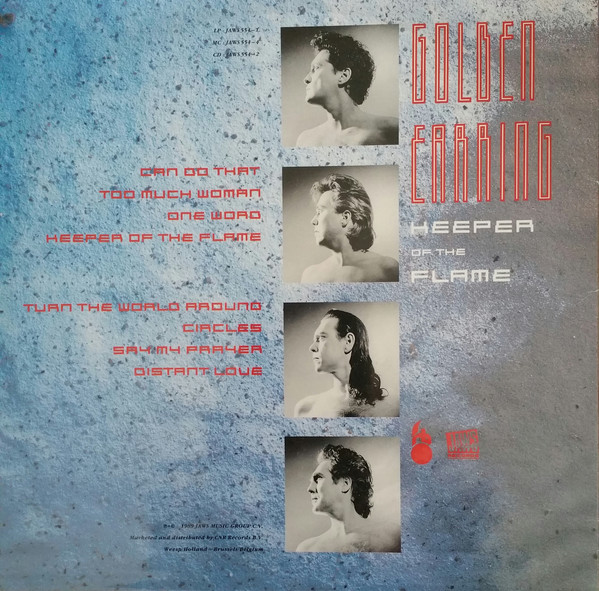 LP : JAWS 554-1
MC : JAWS 554-4
CD : JAWS 554-2
GOLDEN
EARRING
KEEPER
OF THE
FLAME
CAN DO THAT
TOO MUCH WOMAN
ONE WORD
KEEPER OF THE FLAME
TURN THE WORLD AROUND
CIRCLES
SAY MY PRAYER
DISTANT LOVE
JAWS MUSIC GROUP C.V.
Marketed and distributed by CNR Records B.V.
Weesp/Holland - Brussels/Belgium